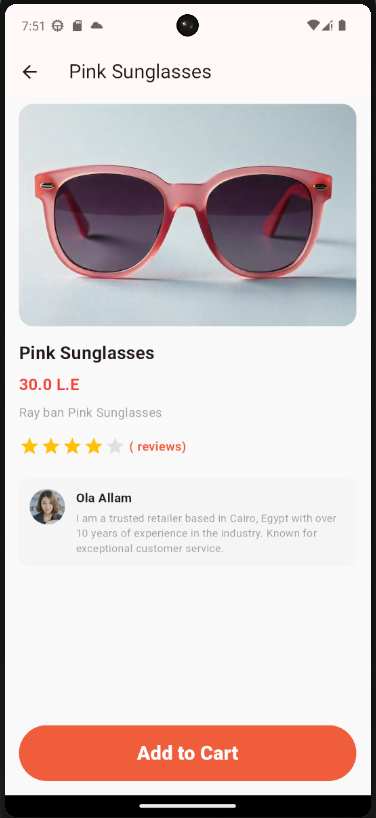 7:51
Pink Sunglasses
Pink Sunglasses
30.0 L.E
Ray ban Pink Sunglasses
( reviews)
Ola Allam
I am a trusted retailer based in Cairo, Egypt with over
10 years of experience in the industry. Known for
exceptional customer service.
Add to Cart